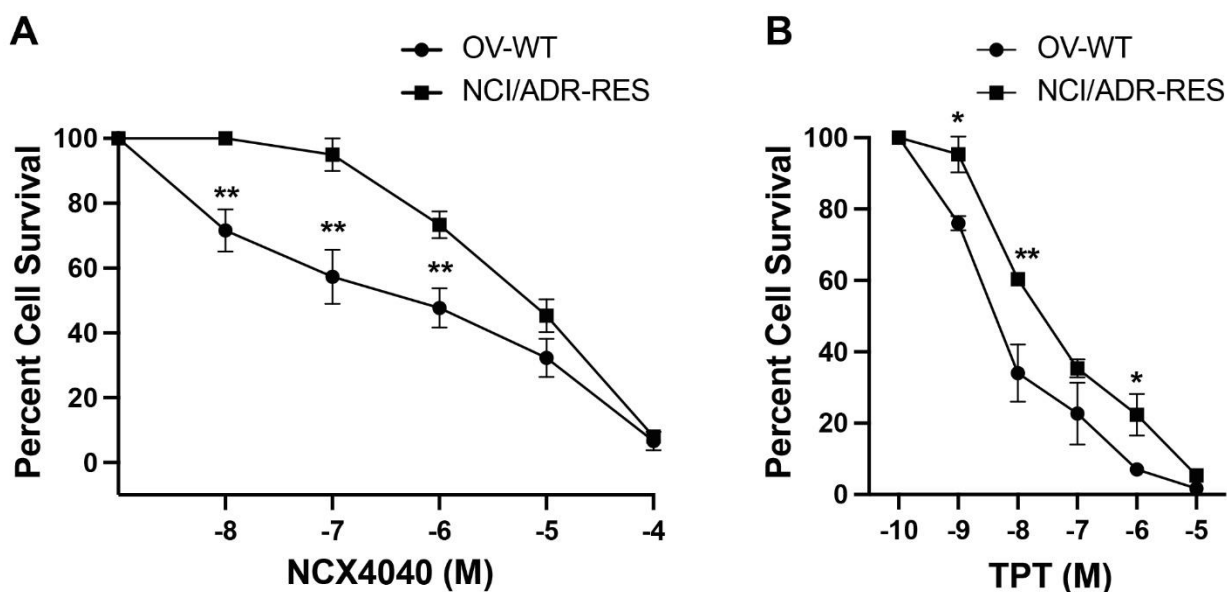 A
OV-WT
NCI/ADR-RES
Percent Cell Survival
100
80
60
40
20
0
**
**
**
-8
-7
-6
-5
-4
NCX4040 (M)
B
OV-WT
NCI/ADR-RES
Percent Cell Survival
100
80
60
40
20
0
*
**
*
-10
-9
-8
-7
-6
-5
TPT (M)